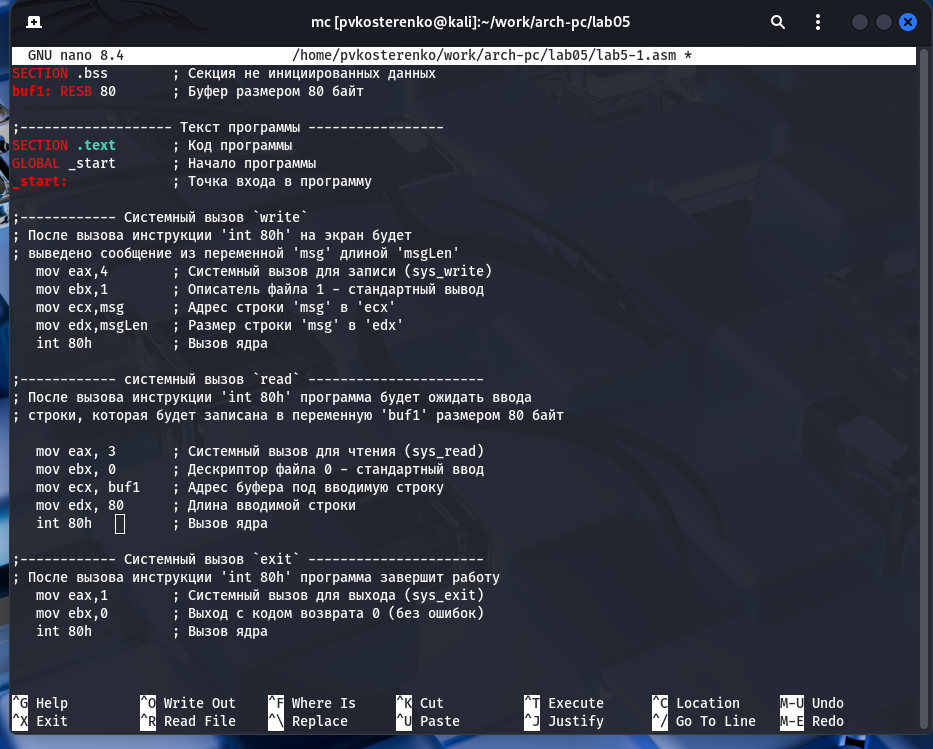 mc [pvkosterenko@kali]:~/work/arch-pc/lab05
GNU nano 8.4 /home/pvkosterenko/work/arch-pc/lab05/lab5-1.asm *
SECTION .bss ; Секция не инициированных данных
buf1: RESB 80 ; Буфер размером 80 байт
;------------------- Текст программы -----------------
SECTION .text ; Код программы
GLOBAL _start ; Начало программы
_start: ; Точка входа в программу
;------------ Системный вызов `write`
; После вызова инструкции 'int 80h' на экран будет
; выведено сообщение из переменной 'msg' длиной 'msgLen'
mov eax,4 ; Системный вызов для записи (sys_write)
mov ebx,1 ; Описатель файла 1 - стандартный вывод
mov ecx,msg ; Адрес строки 'msg' в 'ecx'
mov edx,msgLen ; Размер строки 'msg' в 'edx'
int 80h ; Вызов ядра
;------------ системный вызов `read` ----------------------
; После вызова инструкции 'int 80h' программа будет ожидать ввода
; строки, которая будет записана в переменную 'buf1' размером 80 байт
mov eax, 3 ; Системный вызов для чтения (sys_read)
mov ebx, 0 ; Дескриптор файла 0 - стандартный ввод
mov ecx, buf1 ; Адрес буфера под вводимую строку
mov edx, 80 ; Длина вводимой строки
int 80h ; Вызов ядра
;------------ Системный вызов `exit` ----------------------
; После вызова инструкции 'int 80h' программа завершит работу
mov eax,1 ; Системный вызов для выхода (sys_exit)
mov ebx,0 ; Выход с кодом возврата 0 (без ошибок)
int 80h ; Вызов ядра
^G Help ^O Write Out ^F Where Is ^K Cut ^T Execute ^C Location M-U Undo
^X Exit ^R Read File ^\ Replace ^U Paste ^J Justify ^/ Go To Line M-E Redo